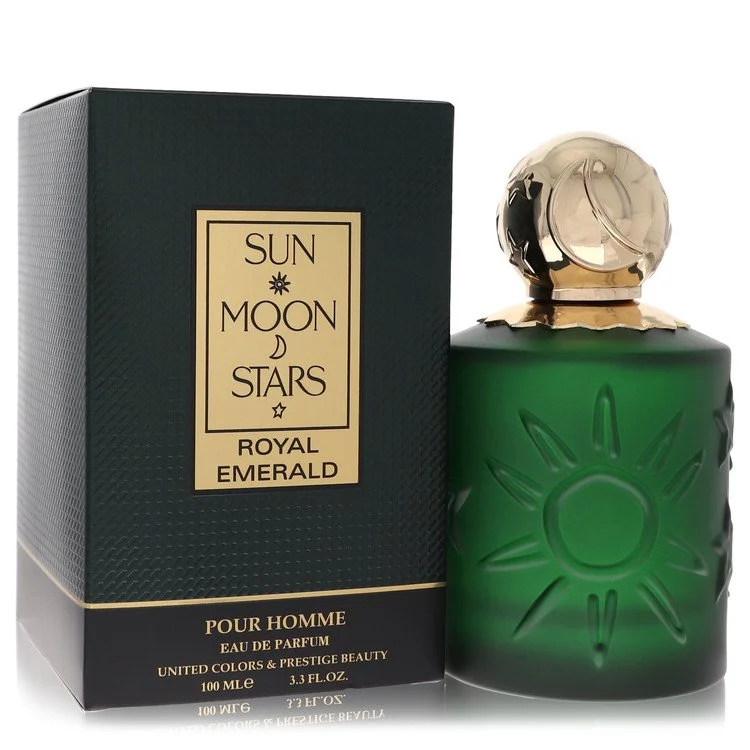 SUN
MOON
STARS
ROYAL
EMERALD
POUR HOMME
EAU DE PARFUM
UNITED COLORS & PRESTIGE BEAUTY
100 MLe 3.3 FL.OZ.